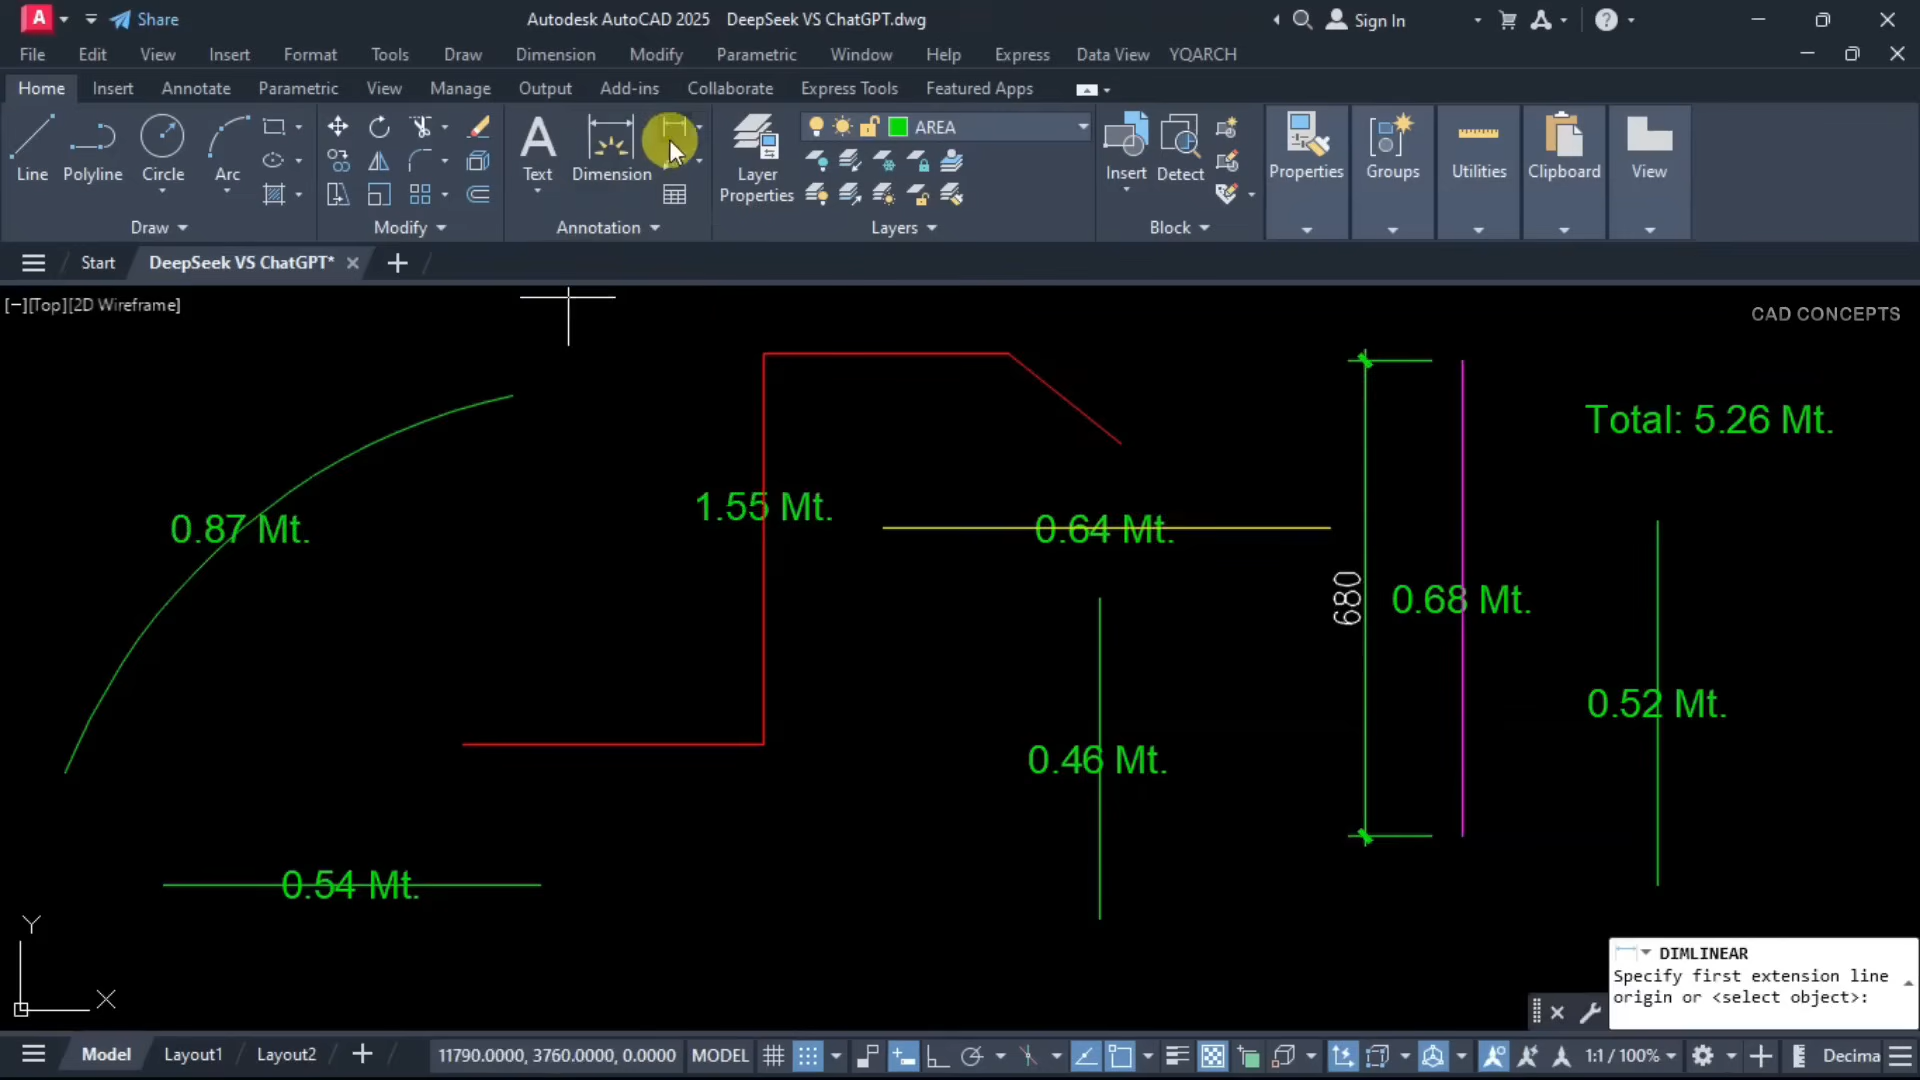 A Share Autodesk AutoCAD 2025 DeepSeek VS ChatGPT.dwg Sign In
File Edit View Insert Format Tools Draw Dimension Modify Parametric Window Help Express Data View YQARCH
Home Insert Annotate Parametric View Manage Output Add-ins Collaborate Express Tools Featured Apps
AREA
Line Polyline Circle Arc Text Dimension Layer Properties Insert Detect Properties Groups Utilities Clipboard View
Draw Modify Annotation Layers Block
Start DeepSeek VS ChatGPT*
[−][Top][2D Wireframe]
CAD CONCEPTS
Total: 5.26 Mt.
1.55 Mt.
0.87 Mt.
0.64 Mt.
680
0.68 Mt.
0.52 Mt.
0.46 Mt.
0.54 Mt.
Y
X
DIMLINEAR
Specify first extension line
origin or <select object>:
Model Layout1 Layout2 11790.0000, 3760.0000, 0.0000 MODEL 1:1 / 100% Decima